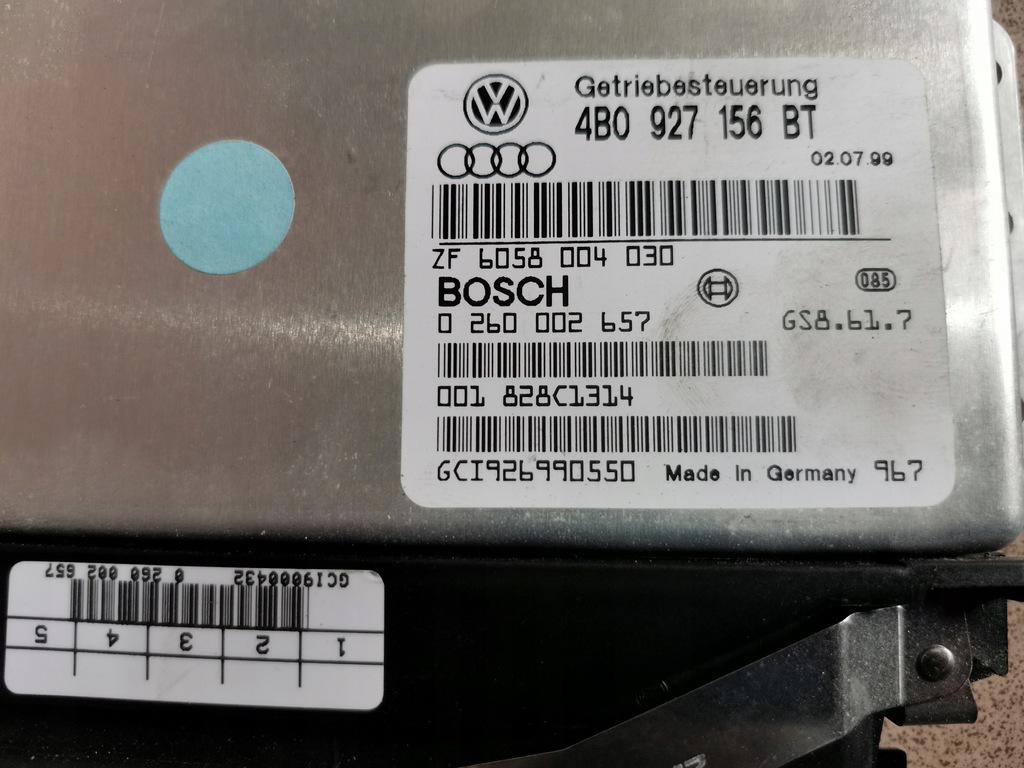 Getriebesteuerung
4B0 927 156 BT
02.07.99
ZF 6058 004 030
BOSCH
085
0 260 002 657 GS8.61.7
001 828C1314
GCI926990550 Made In Germany 967
GCI9000432 0 260 002 657
1 2 3 4 5